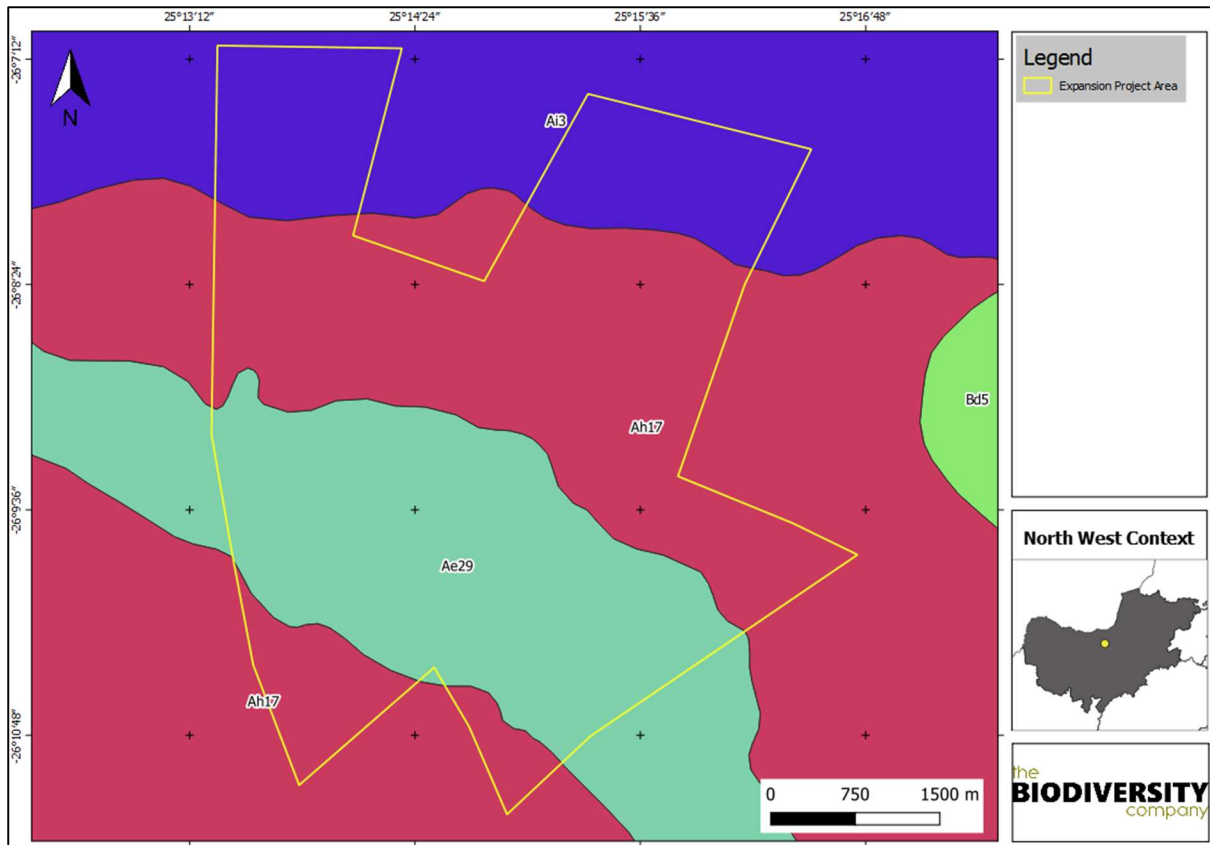 25°13′12″
25°14′24″
25°15′36″
25°16′48″
-26°7′12″
N
Ai3
-26°8′24″
Bd5
Ah17
-26°9′36″
Ae29
Ah17
-26°10′48″
0 750 1500 m
Legend
Expansion Project Area
North West Context
the
BIODIVERSITY
company